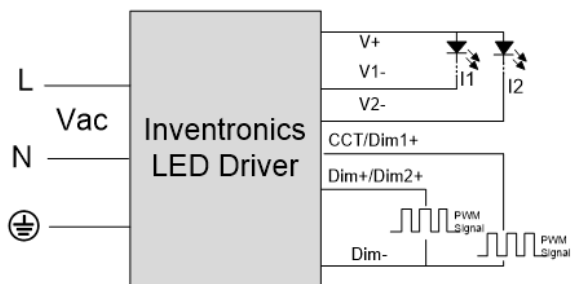 L
Vac
N
Inventronics
LED Driver
V+
V1-
I1
I2
V2-
CCT/Dim1+
Dim+/Dim2+
PWM
Signal
PWM
Signal
Dim-